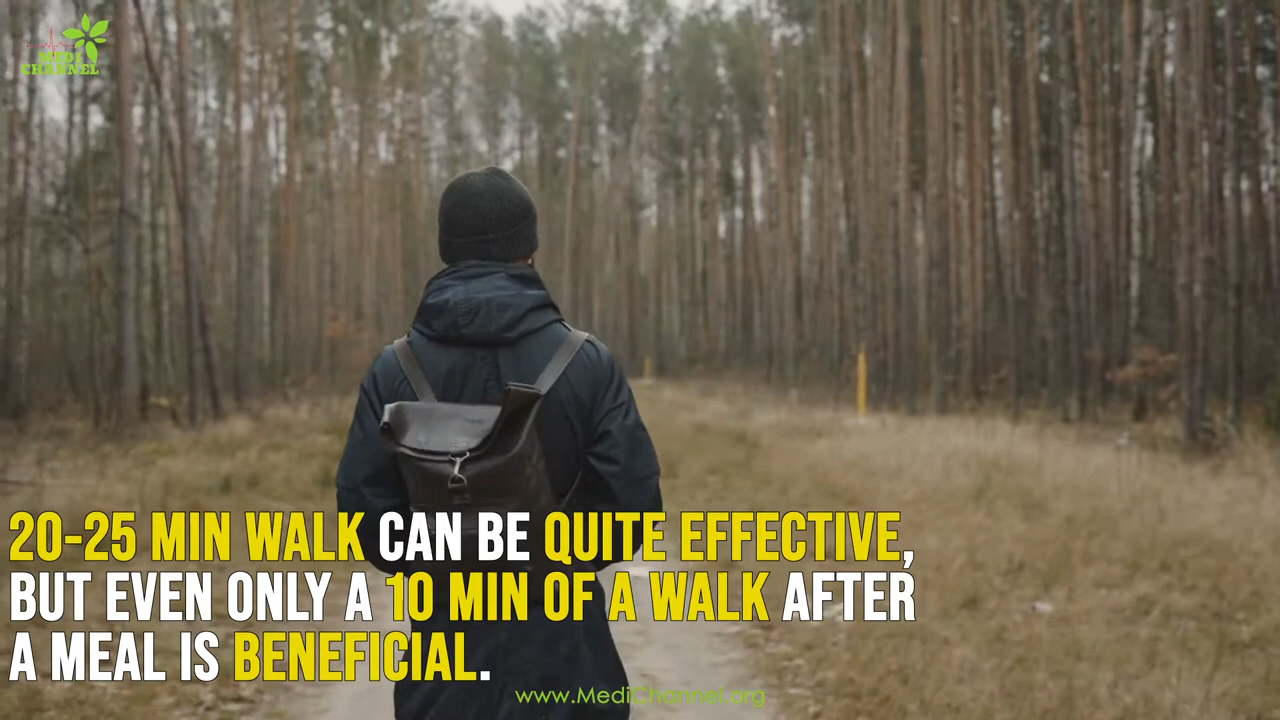 MEDI
CHANNEL
20-25 MIN WALK CAN BE QUITE EFFECTIVE,
BUT EVEN ONLY A 10 MIN OF A WALK AFTER
A MEAL IS BENEFICIAL.
www.MediChannel.org